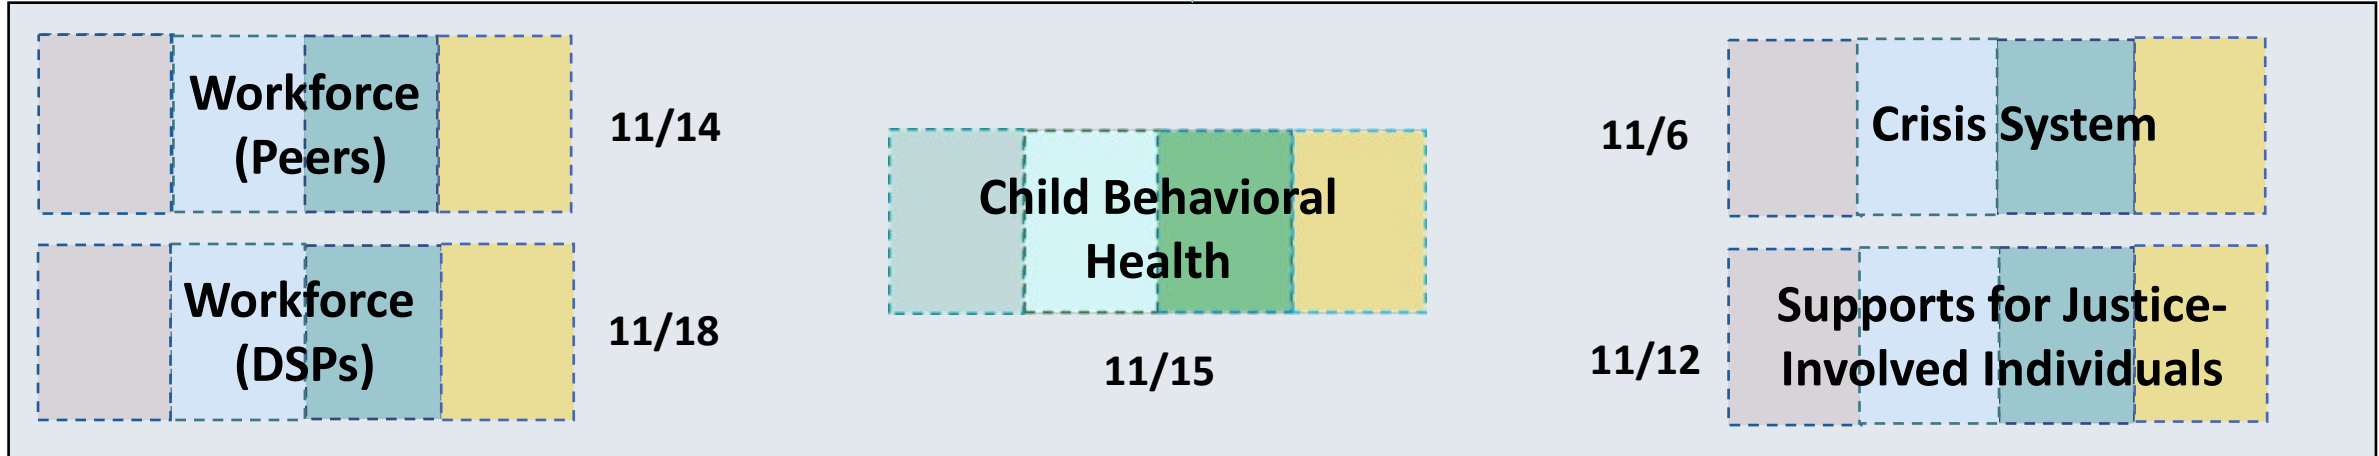 Workforce
(Peers)
11/14
Workforce
(DSPs)
11/18
Child Behavioral
Health
11/15
11/6
Crisis System
11/12
Supports for Justice-
Involved Individuals